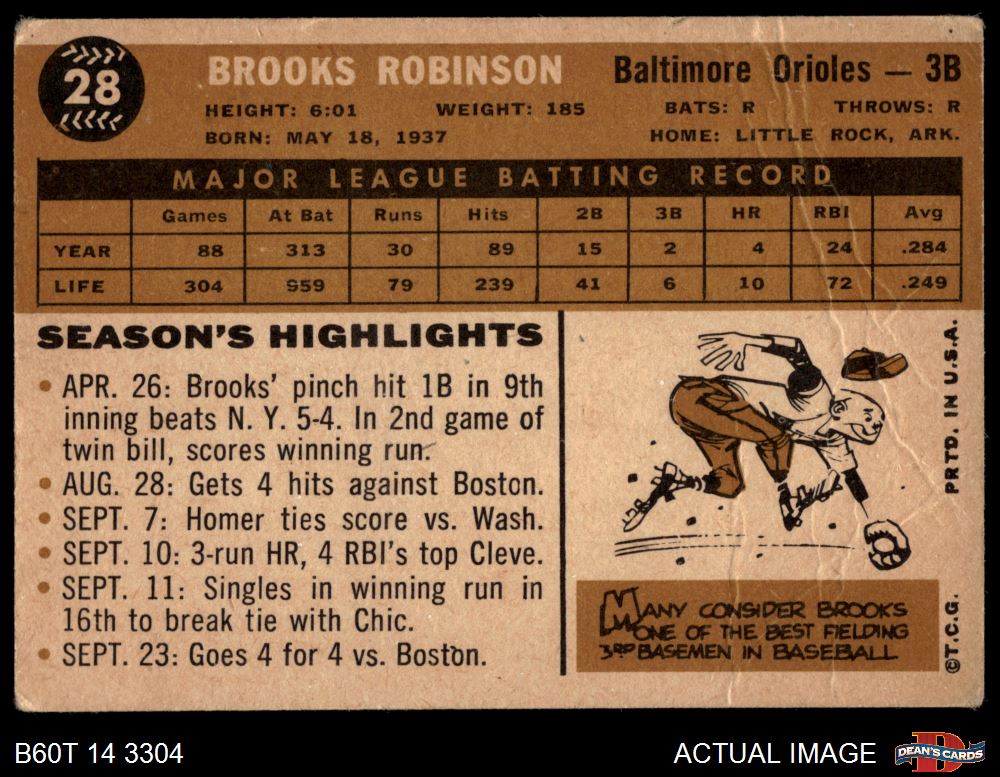 28
BROOKS ROBINSON Baltimore Orioles — 3B
HEIGHT: 6:01 WEIGHT: 185 BATS: R THROWS: R
BORN: MAY 18, 1937 HOME: LITTLE ROCK, ARK.
MAJOR LEAGUE BATTING RECORD
Games At Bat Runs Hits 2B 3B HR RBI Avg
YEAR 88 313 30 89 15 2 4 24 .284
LIFE 304 959 79 239 41 6 10 72 .249
SEASON'S HIGHLIGHTS
• APR. 26: Brooks' pinch hit 1B in 9th
inning beats N. Y. 5-4. In 2nd game of
twin bill, scores winning run.
• AUG. 28: Gets 4 hits against Boston.
• SEPT. 7: Homer ties score vs. Wash.
• SEPT. 10: 3-run HR, 4 RBI's top Cleve.
• SEPT. 11: Singles in winning run in
16th to break tie with Chic.
• SEPT. 23: Goes 4 for 4 vs. Boston.
MANY CONSIDER BROOKS
ONE OF THE BEST FIELDING
3RD BASEMEN IN BASEBALL
©T.C.G. PRTD. IN U.S.A.
B60T 14 3304 ACTUAL IMAGE
D
DEAN'S CARDS